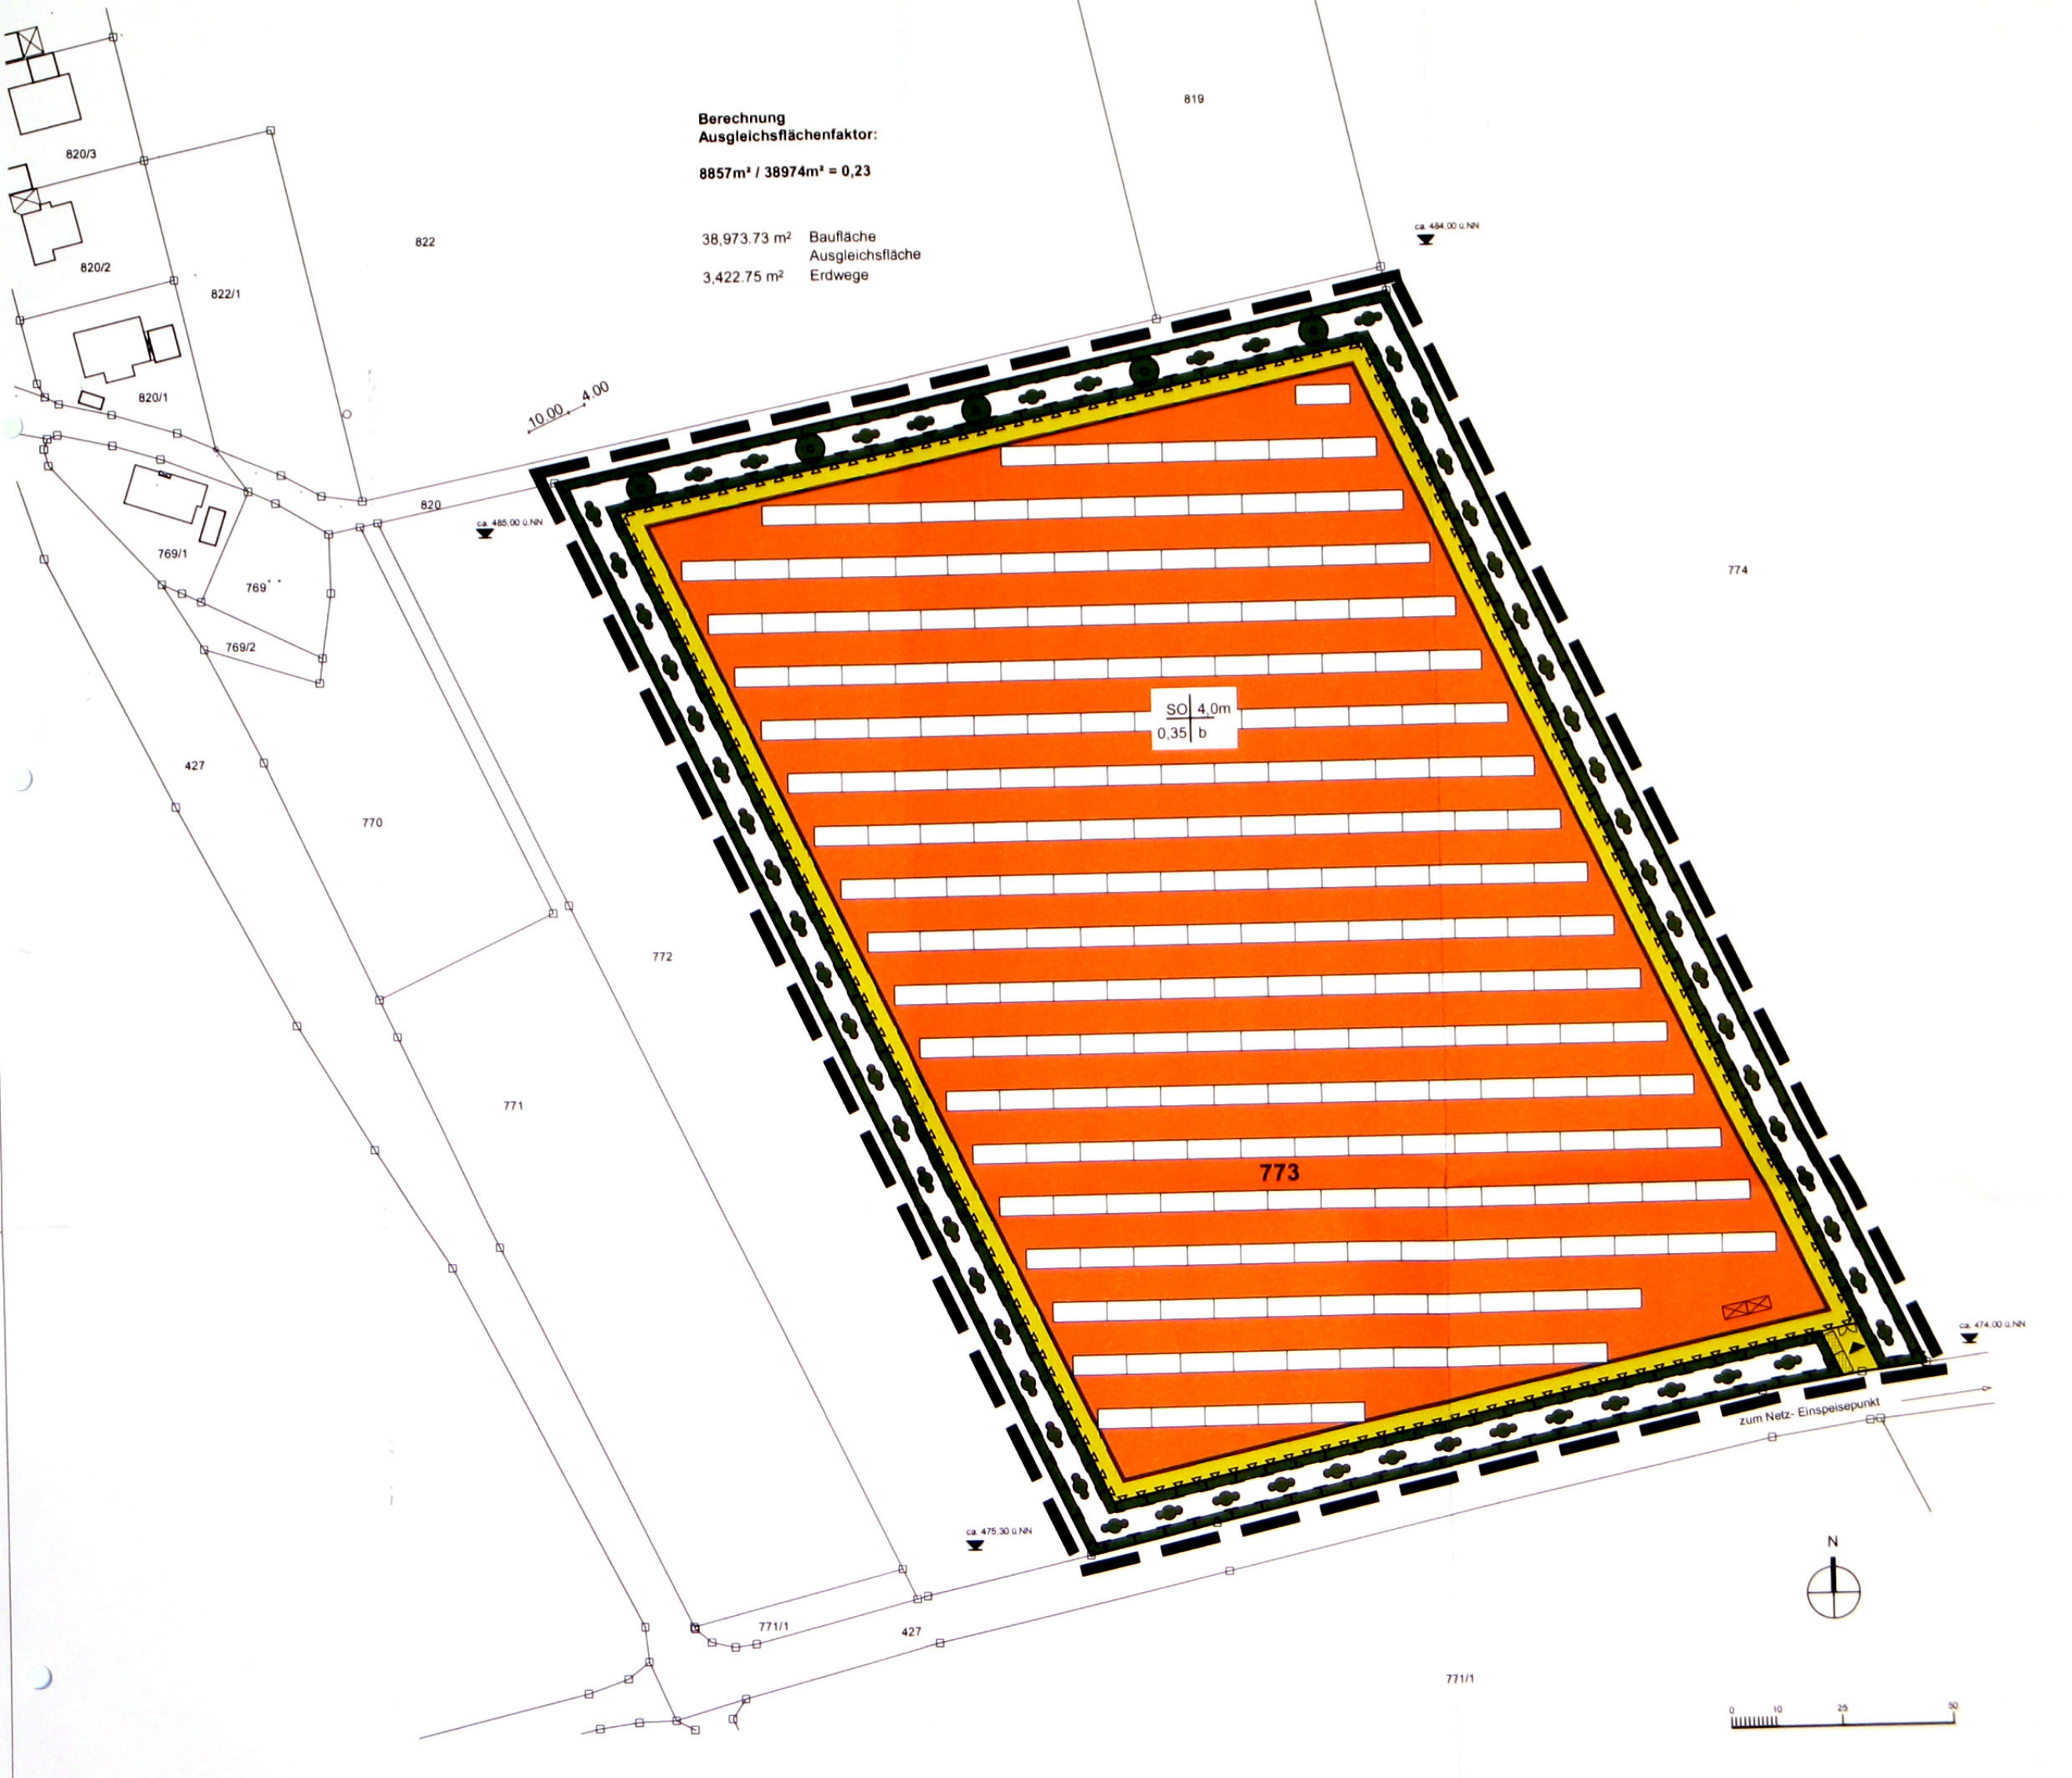 819
Berechnung
Ausgleichsflächenfaktor:
8857m² / 38974m² = 0,23
38,973.73 m² Baufläche
Ausgleichsfläche
3,422.75 m² Erdwege
820/3
822
ca. 484,00 ü.NN
820/2
822/1
820/1
10.00 4.00
820
ca. 485,00 ü.NN
769/1
769
774
769/2
SO 4,0m
0,35 b
427
770
772
771
773
ca. 474,00 ü.NN
zum Netz- Einspeisepunkt
ca. 475,30 ü.NN
N
771/1
427
771/1
0 10 25 50